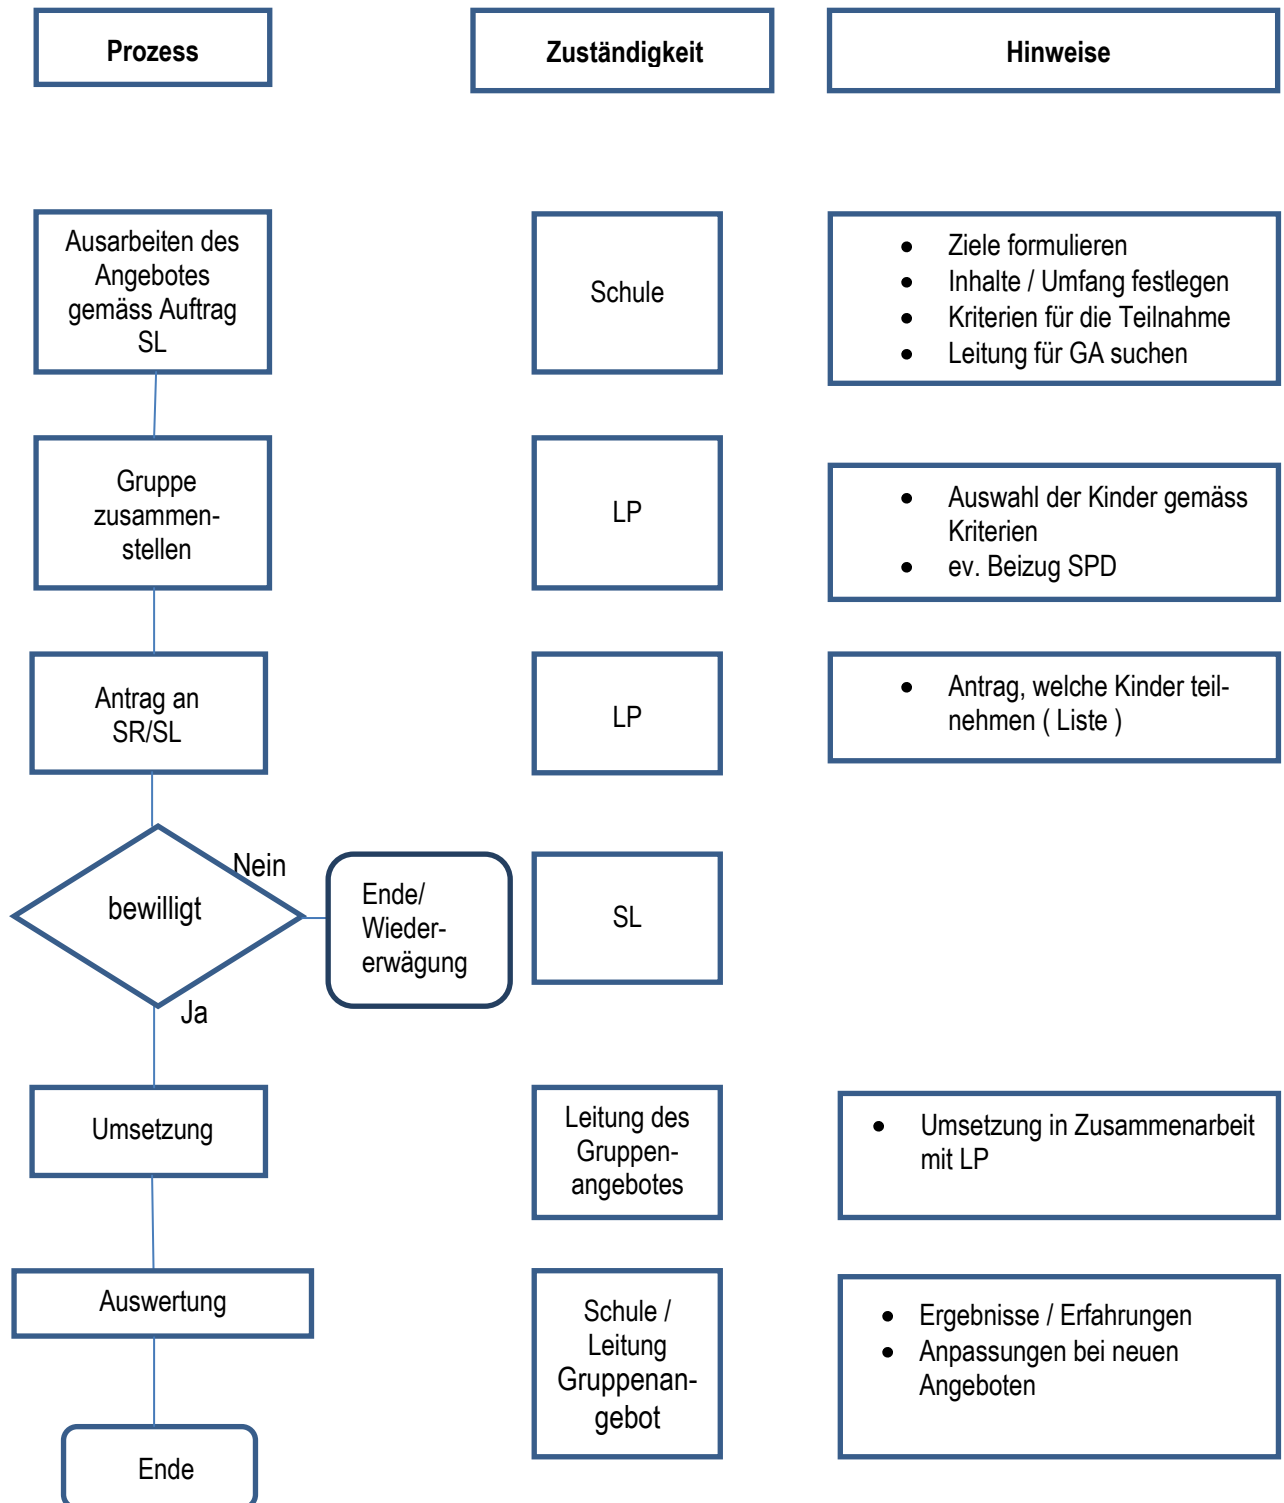 Prozess
Zuständigkeit
Hinweise
Ausarbeiten des
Angebotes
gemäss Auftrag
SL
Schule
Ziele formulieren
Inhalte / Umfang festlegen
Kriterien für die Teilnahme
Leitung für GA suchen
Gruppe
zusammen-
stellen
LP
Auswahl der Kinder gemäss
Kriterien
ev. Beizug SPD
Antrag an
SR/SL
LP
Antrag, welche Kinder teil-
nehmen ( Liste )
bewilligt
Nein
Ende/
Wieder-
erwägung
SL
Ja
Umsetzung
Leitung des
Gruppen-
angebotes
Umsetzung in Zusammenarbeit
mit LP
Auswertung
Schule /
Leitung
Gruppenan-
gebot
Ergebnisse / Erfahrungen
Anpassungen bei neuen
Angeboten
Ende